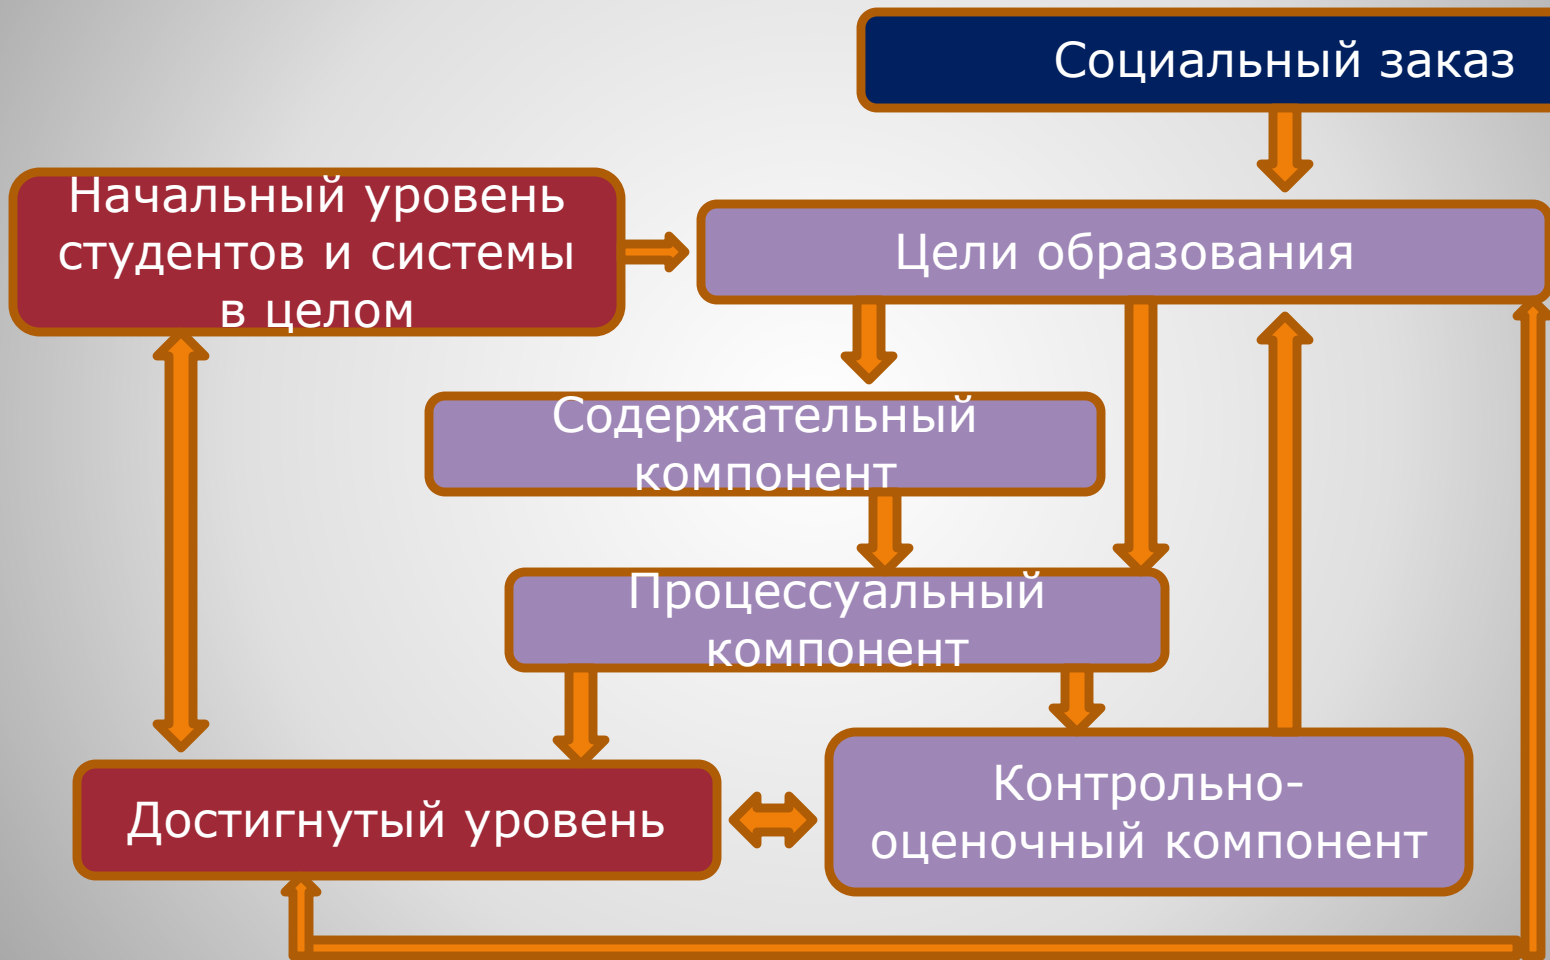 Социальный заказ
Начальный уровень
студентов и системы
в целом
Цели образования
Содержательный
компонент
Процессуальный
компонент
Достигнутый уровень
Контрольно-
оценочный компонент